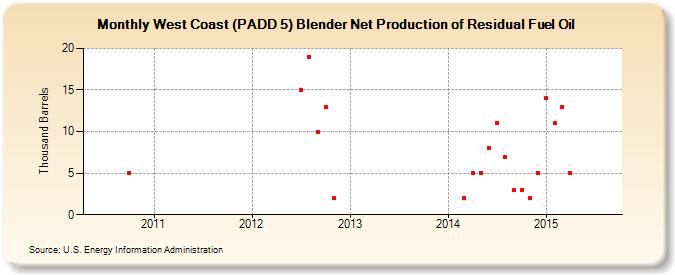 Monthly West Coast (PADD 5) Blender Net Production of Residual Fuel Oil
Thousand Barrels
20
15
10
5
0
2011 2012 2013 2014 2015
Source: U.S. Energy Information Administration